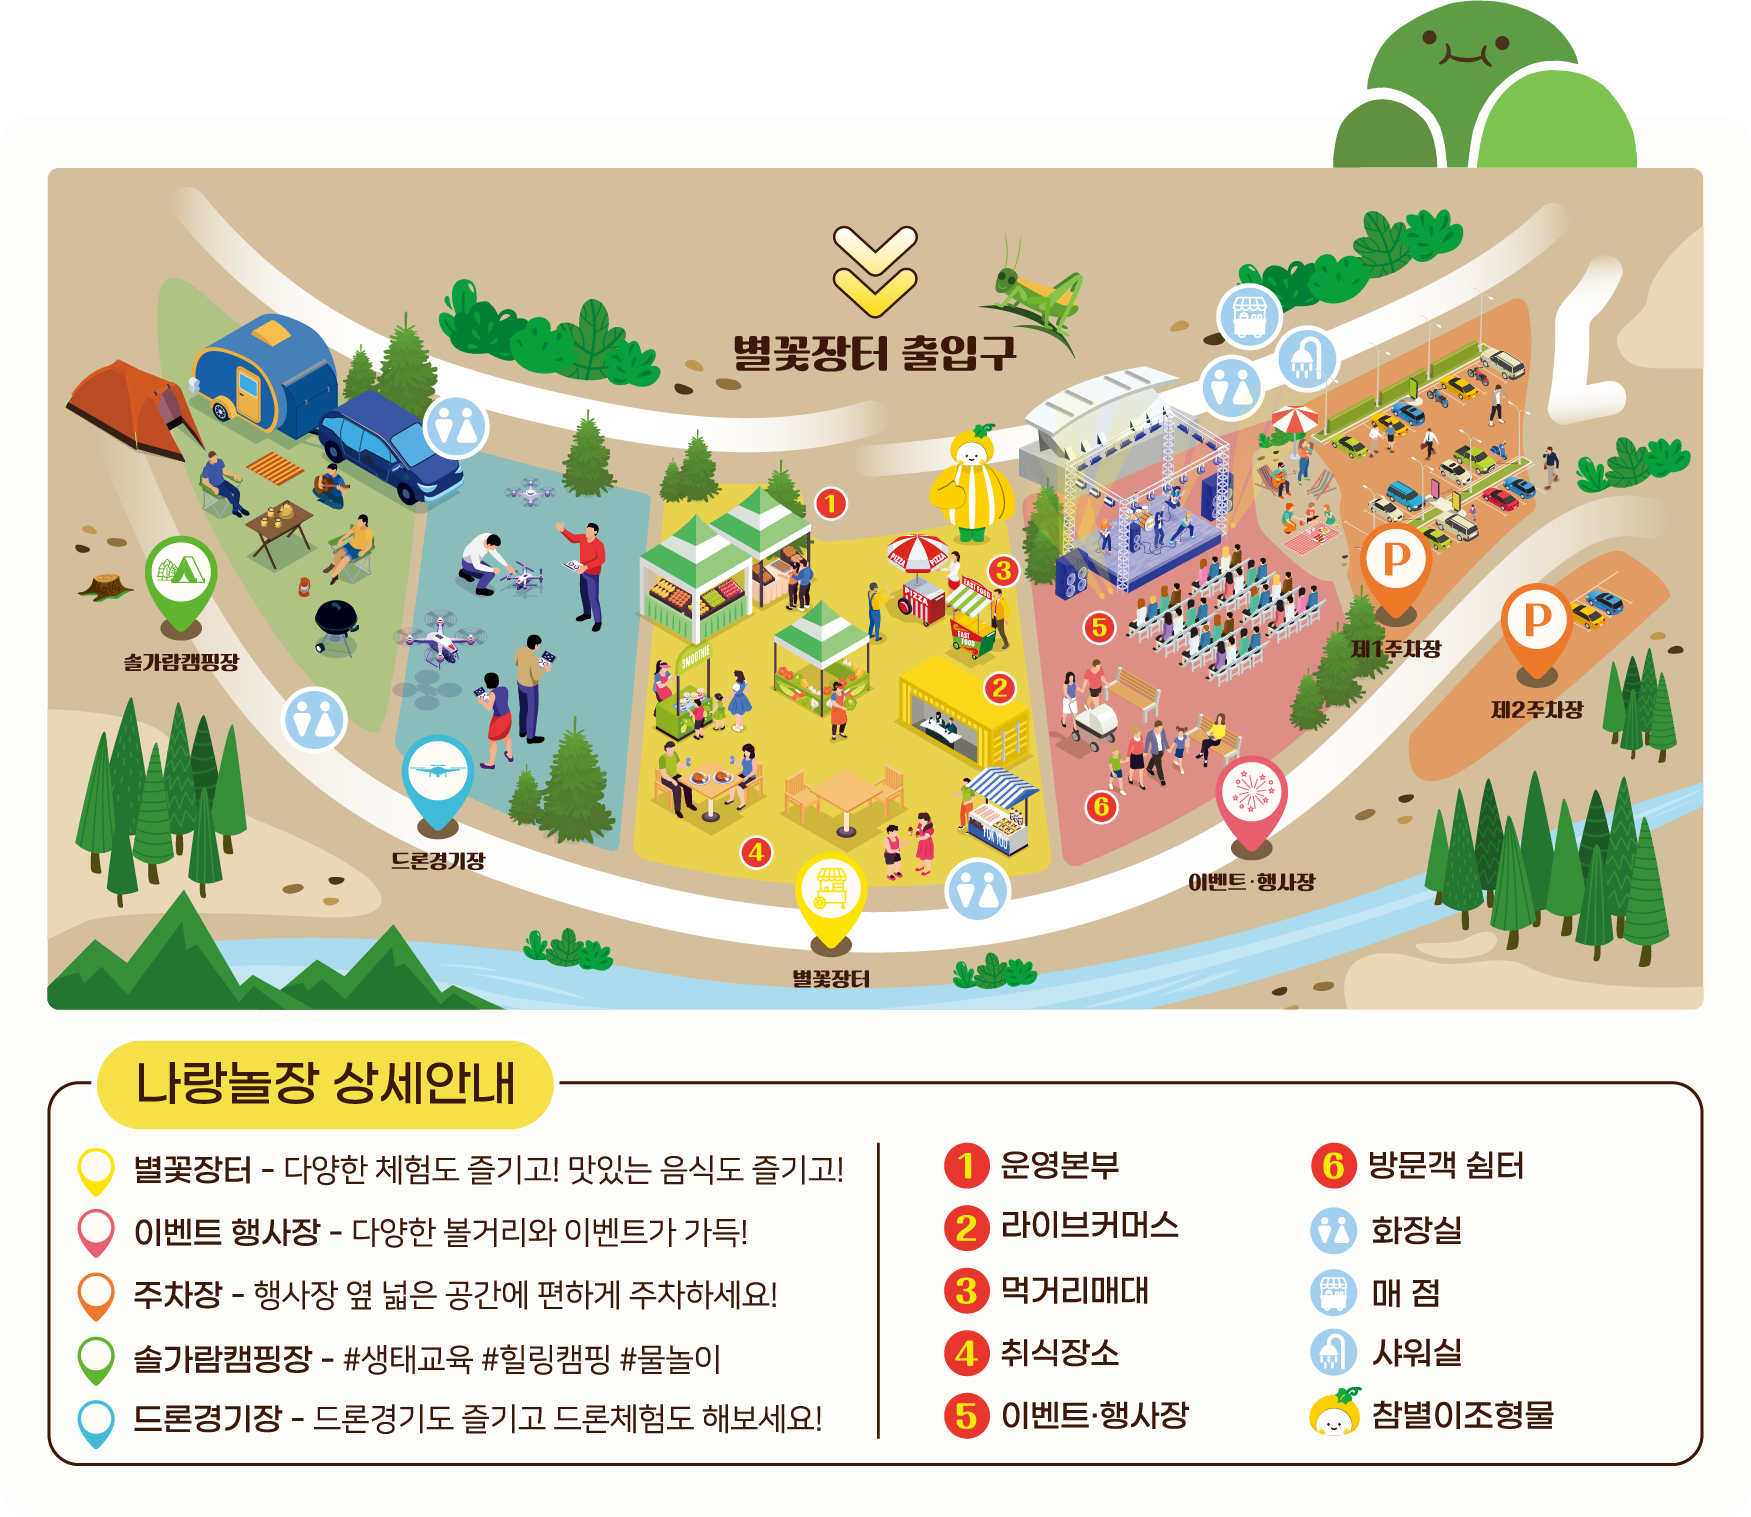 별꽃장터 출입구
1
PIZZA
PIZZA
PIZZA
3
FAST FOOD
FAST FOOD
5
P
P
제1주차장
제2주차장
솔가람캠핑장
SMOOTHIE
2
6
4
FOR YOU
드론경기장
이벤트·행사장
별꽃장터
나랑놀장 상세안내
별꽃장터 - 다양한 체험도 즐기고! 맛있는 음식도 즐기고!
이벤트 행사장 - 다양한 볼거리와 이벤트가 가득!
주차장 - 행사장 옆 넓은 공간에 편하게 주차하세요!
솔가람캠핑장 - #생태교육 #힐링캠핑 #물놀이
드론경기장 - 드론경기도 즐기고 드론체험도 해보세요!
1 운영본부
2 라이브커머스
3 먹거리매대
4 취식장소
5 이벤트·행사장
6 방문객 쉼터
화장실
매 점
샤워실
참별이조형물